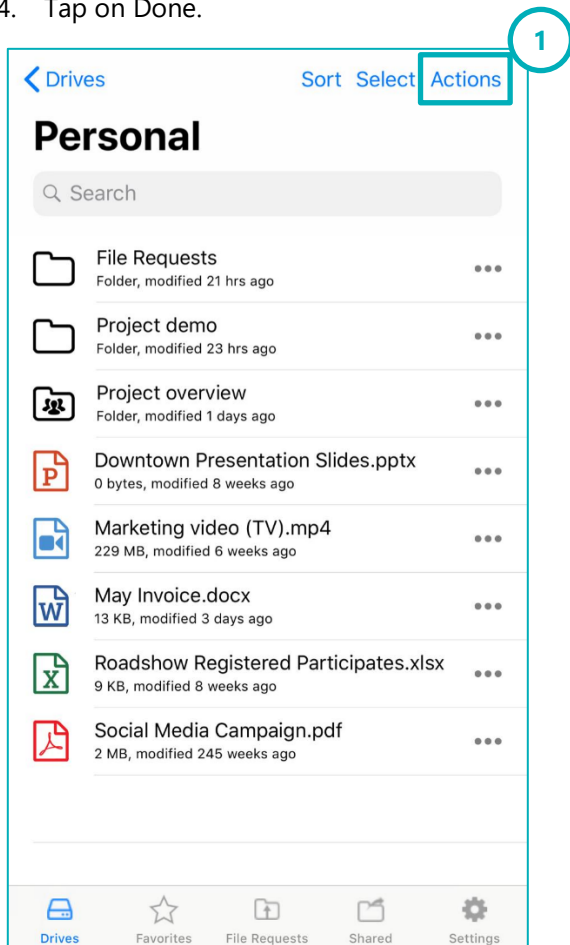 4. Tap on Done.
1
Drives Sort Select Actions
Personal
Search
File Requests
Folder, modified 21 hrs ago
Project demo
Folder, modified 23 hrs ago
Project overview
Folder, modified 1 days ago
Downtown Presentation Slides.pptx
0 bytes, modified 8 weeks ago
Marketing video (TV).mp4
229 MB, modified 6 weeks ago
May Invoice.docx
13 KB, modified 3 days ago
Roadshow Registered Participates.xlsx
9 KB, modified 8 weeks ago
Social Media Campaign.pdf
2 MB, modified 245 weeks ago
Drives Favorites File Requests Shared Settings